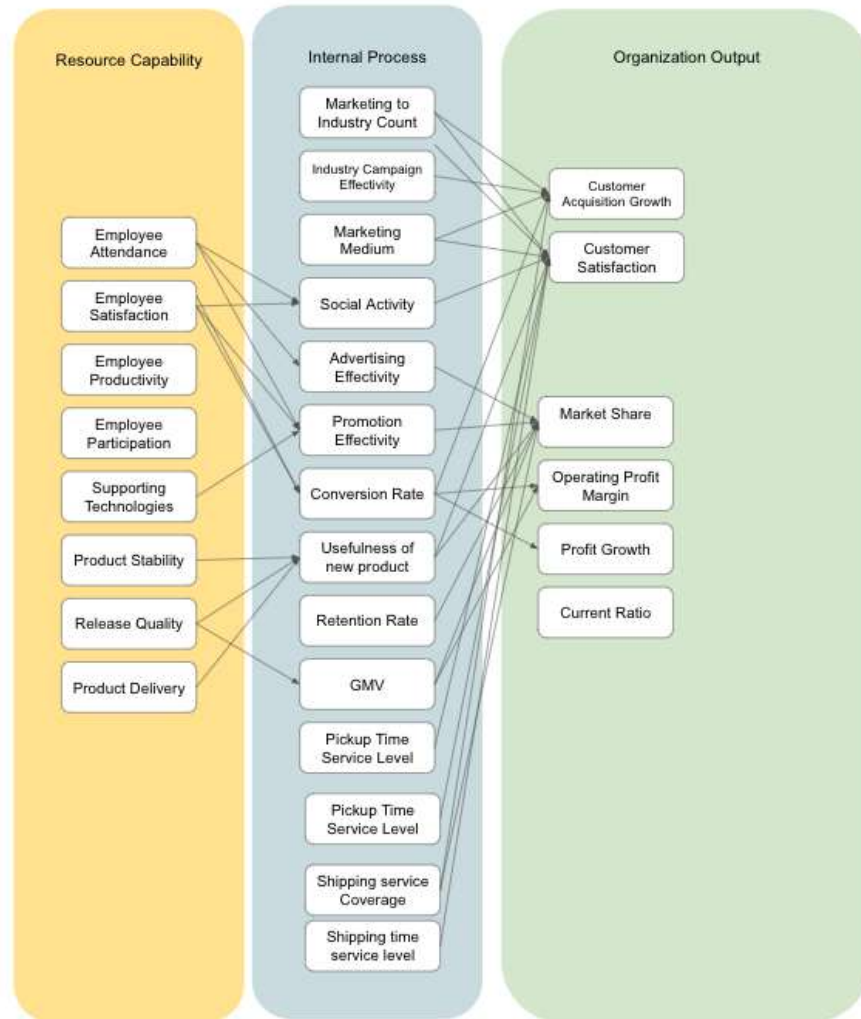 Resource Capability
Employee
Attendance
Employee
Satisfaction
Employee
Productivity
Employee
Participation
Supporting
Technologies
Product Stability
Release Quality
Product Delivery
Internal Process
Marketing to
Industry Count
Industry Campaign
Effectivity
Marketing
Medium
Social Activity
Advertising
Effectivity
Promotion
Effectivity
Conversion Rate
Usefulness of
new product
Retention Rate
GMV
Pickup Time
Service Level
Pickup Time
Service Level
Shipping service
Coverage
Shipping time
service level
Organization Output
Customer
Acquisition Growth
Customer
Satisfaction
Market Share
Operating Profit
Margin
Profit Growth
Current Ratio